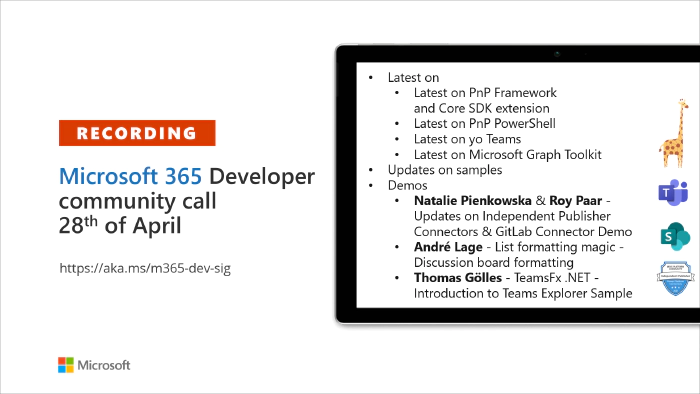 RECORDING
Microsoft 365 Developer
community call
28th of April
https://aka.ms/m365-dev-sig
Microsoft
• Latest on
• Latest on PnP Framework
and Core SDK extension
• Latest on PnP PowerShell
• Latest on yo Teams
• Latest on Microsoft Graph Toolkit
• Updates on samples
• Demos
• Natalie Pienkowska & Roy Paar -
Updates on Independent Publisher
Connectors & GitLab Connector Demo
• André Lage - List formatting magic -
Discussion board formatting
• Thomas Gölles - TeamsFx .NET -
Introduction to Teams Explorer Sample
T
S